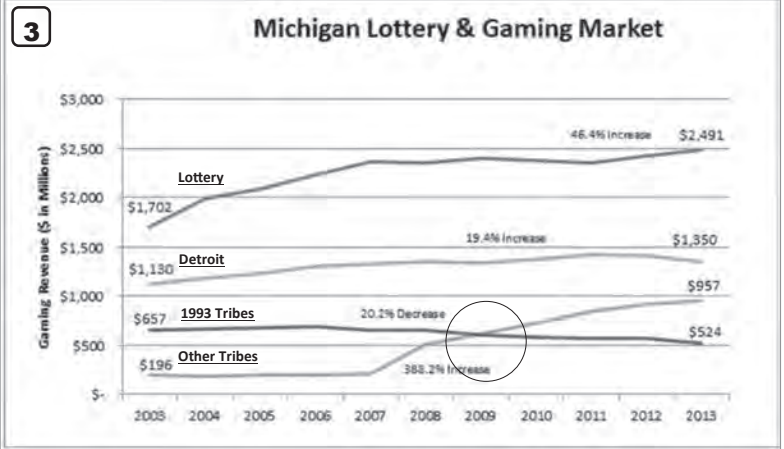 3
Michigan Lottery & Gaming Market
Gaming Revenue ($ in Millions)
$3,000
$2,500
$2,000
$1,500
$1,000
$500
$-
46.4% Increase
$2,491
Lottery
$1,702
19.4% Increase
$1,350
$1,130
Detroit
$957
$657
1993 Tribes
20.2% Decrease
$524
$196
Other Tribes
388.2% Increase
2003 2004 2005 2006 2007 2008 2009 2010 2011 2012 2013